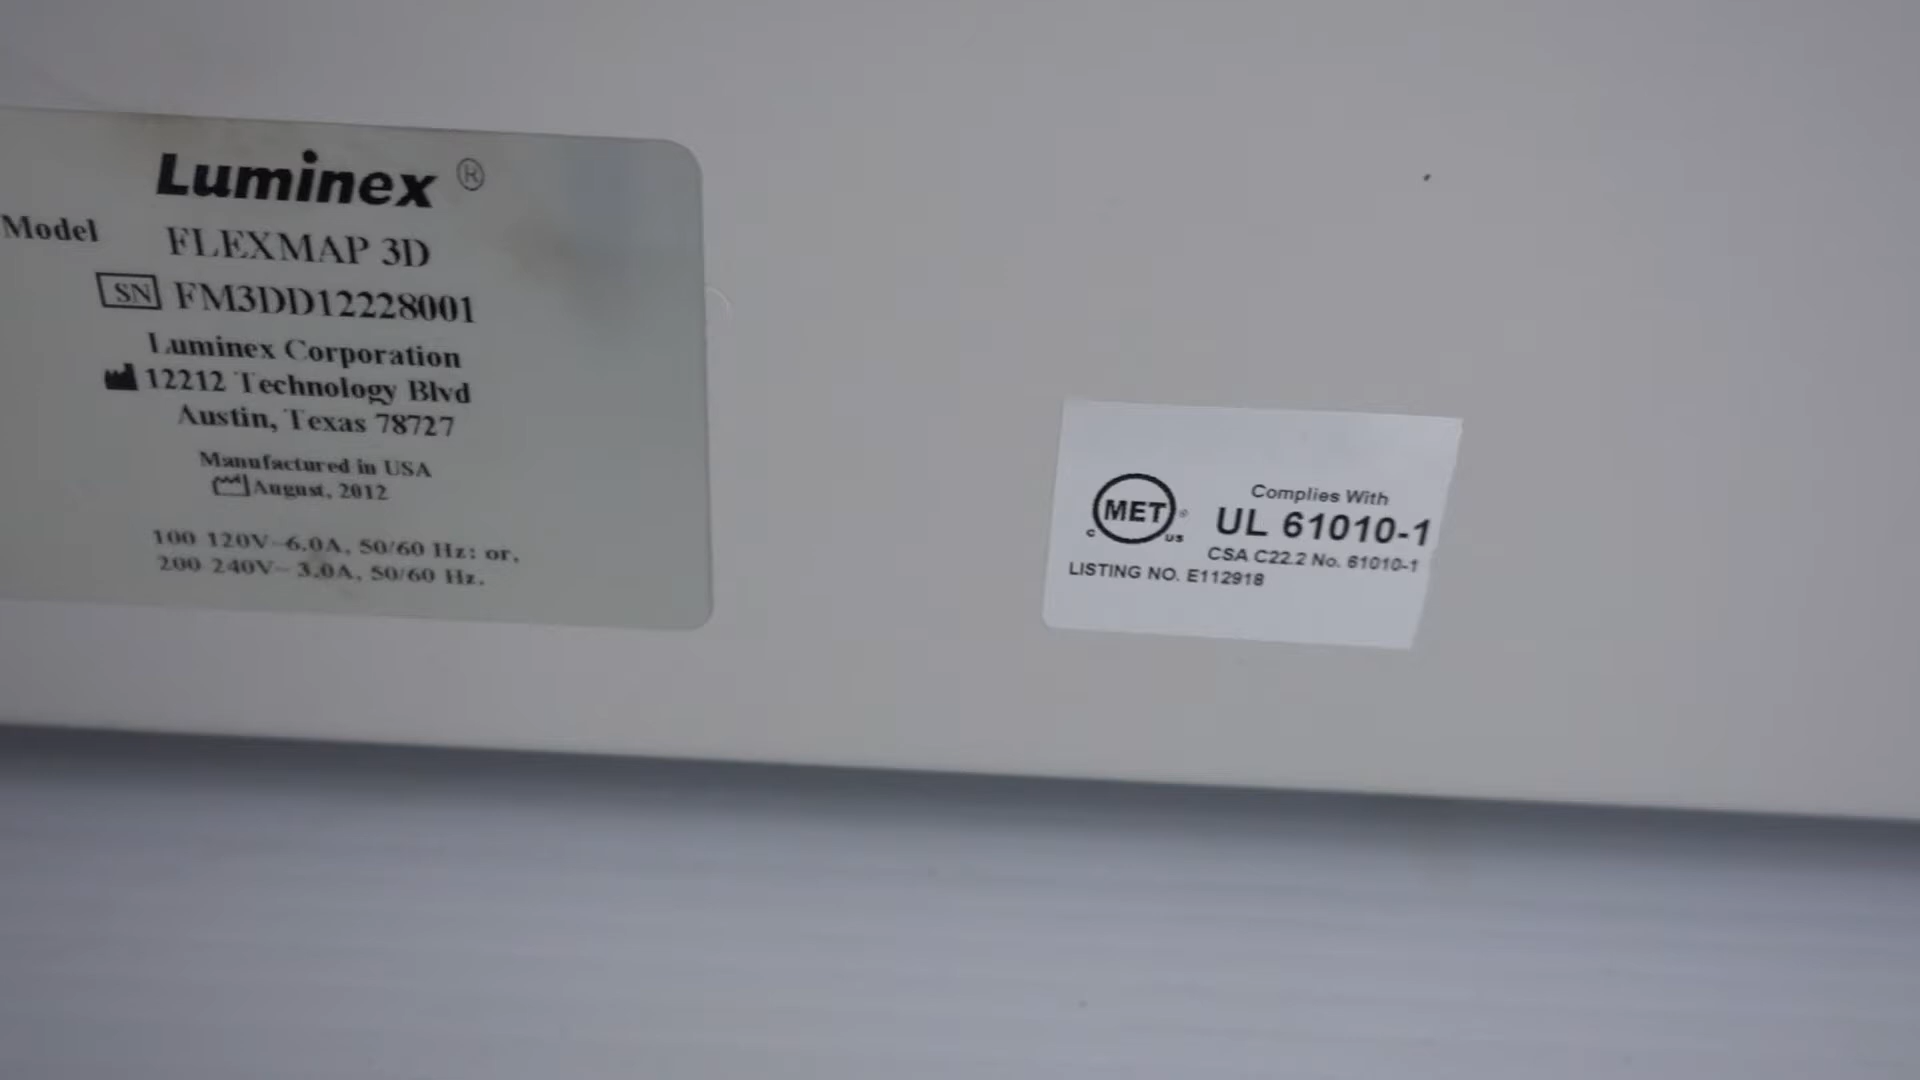 Luminex ®
Model FLEXMAP 3D
SN FM3DD12228001
Luminex Corporation
12212 Technology Blvd
Austin, Texas 78727
Manufactured in USA
August, 2012
100 120V~6.0A, 50/60 Hz: or,
200 240V~ 3.0A, 50/60 Hz.
MET
c us
Complies With
UL 61010-1
CSA C22.2 No. 61010-1
LISTING NO. E112918